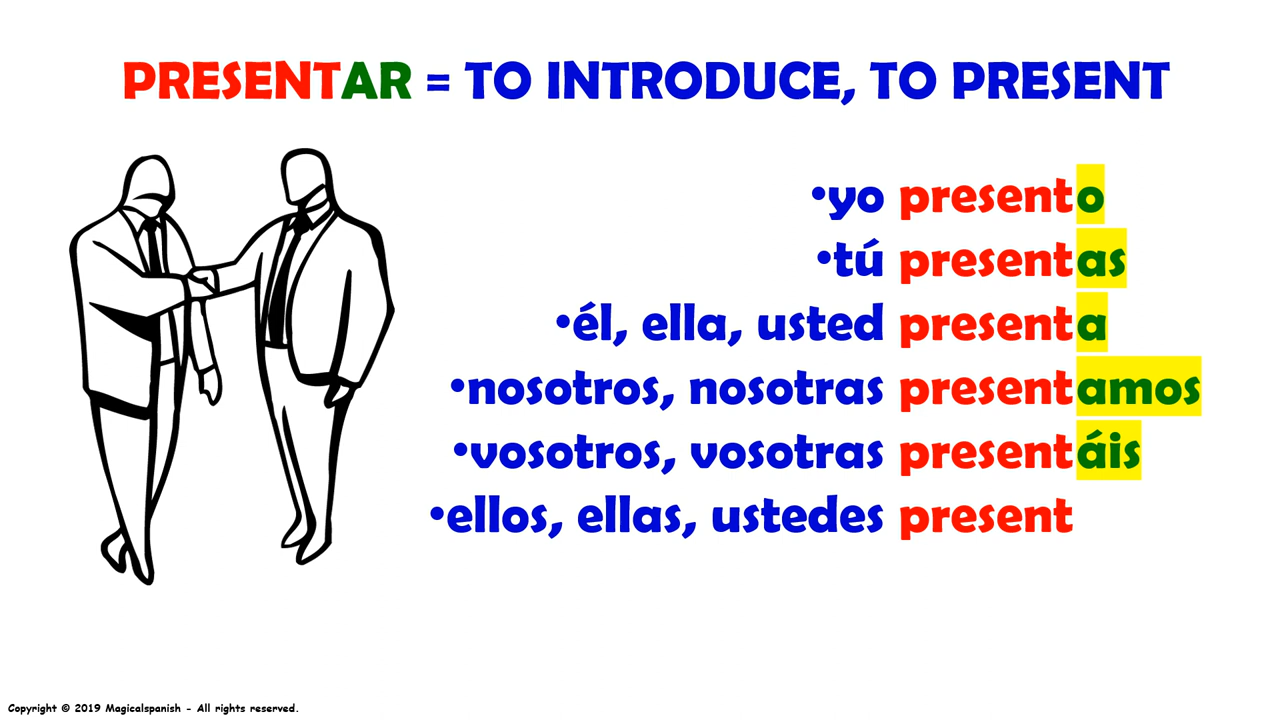 PRESENTAR = TO INTRODUCE, TO PRESENT
•yo presento
•tú presentas
•él, ella, usted presenta
•nosotros, nosotras presentamos
•vosotros, vosotras presentáis
•ellos, ellas, ustedes present
Copyright © 2019 Magicalspanish - All rights reserved.